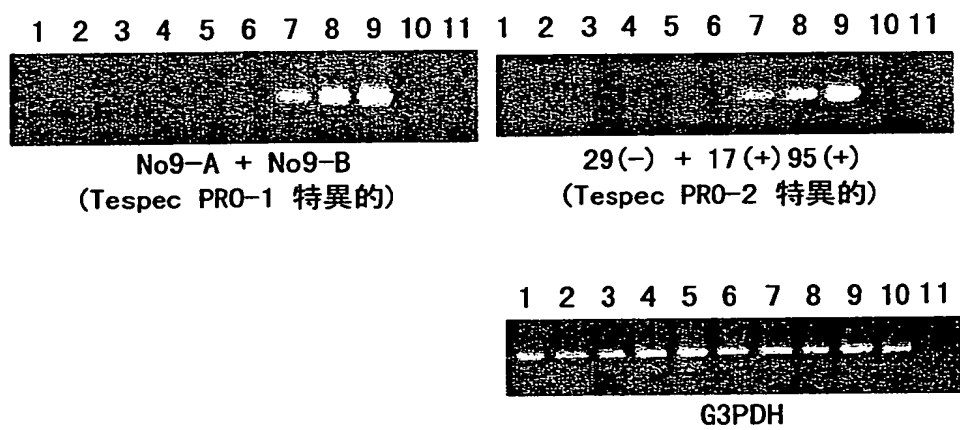 1 2 3 4 5 6 7 8 9 10 11
No9-A + No9-B
(Tespec PRO-1 特異的)
1 2 3 4 5 6 7 8 9 10 11
29(-) + 17(+)95(+)
(Tespec PRO-2 特異的)
1 2 3 4 5 6 7 8 9 10 11
G3PDH